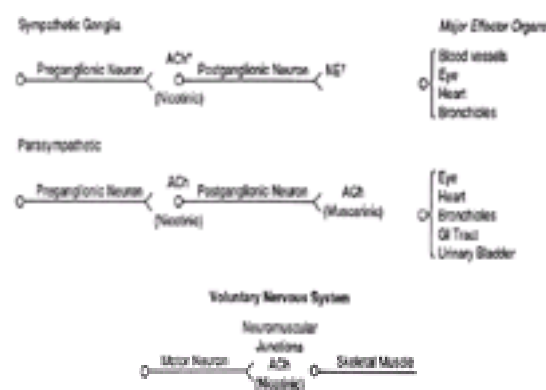 Sympathetic Ganglia
Major Effector Organs
Preganglionic Neuron
ACh*
(Nicotinic)
Postganglionic Neuron
NE†
Blood vessels
Eye
Heart
Bronchioles
Parasympathetic
Preganglionic Neuron
ACh
(Nicotinic)
Postganglionic Neuron
ACh
(Muscarinic)
Eye
Heart
Bronchioles
GI Tract
Urinary Bladder
Voluntary Nervous System
Neuromuscular
Junctions
Motor Neuron
ACh
(Nicotinic)
Skeletal Muscle